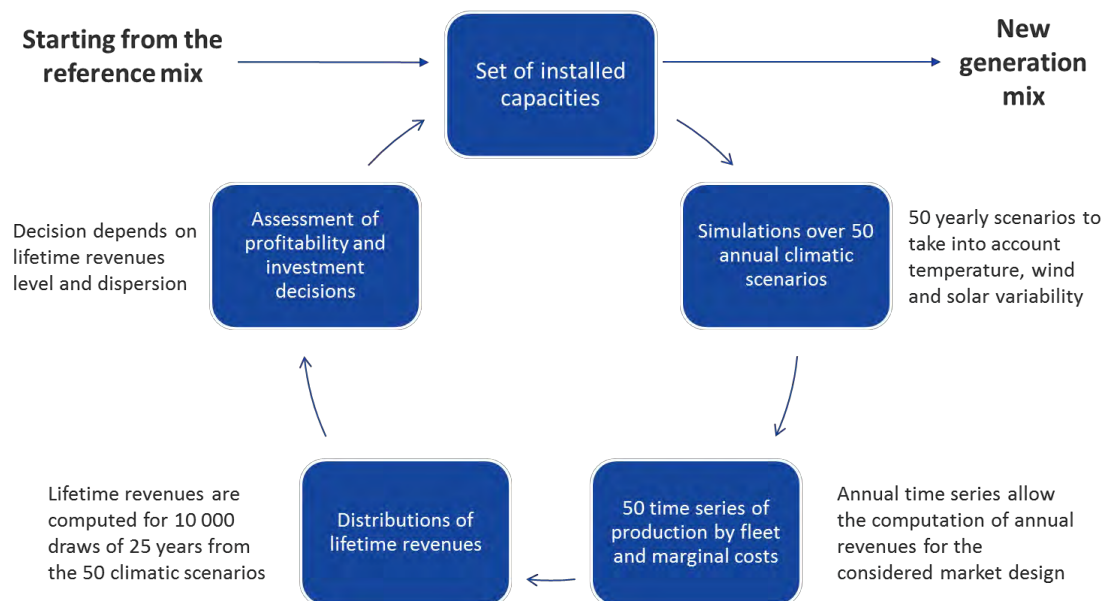 Starting from the
reference mix
Set of installed
capacities
New
generation
mix
Simulations over 50
annual climatic
scenarios
50 yearly scenarios to
take into account
temperature, wind
and solar variability
50 time series of
production by fleet
and marginal costs
Annual time series allow
the computation of annual
revenues for the
considered market design
Distributions of
lifetime revenues
Lifetime revenues are
computed for 10 000
draws of 25 years from
the 50 climatic scenarios
Assessment of
profitability and
investment
decisions
Decision depends on
lifetime revenues
level and dispersion